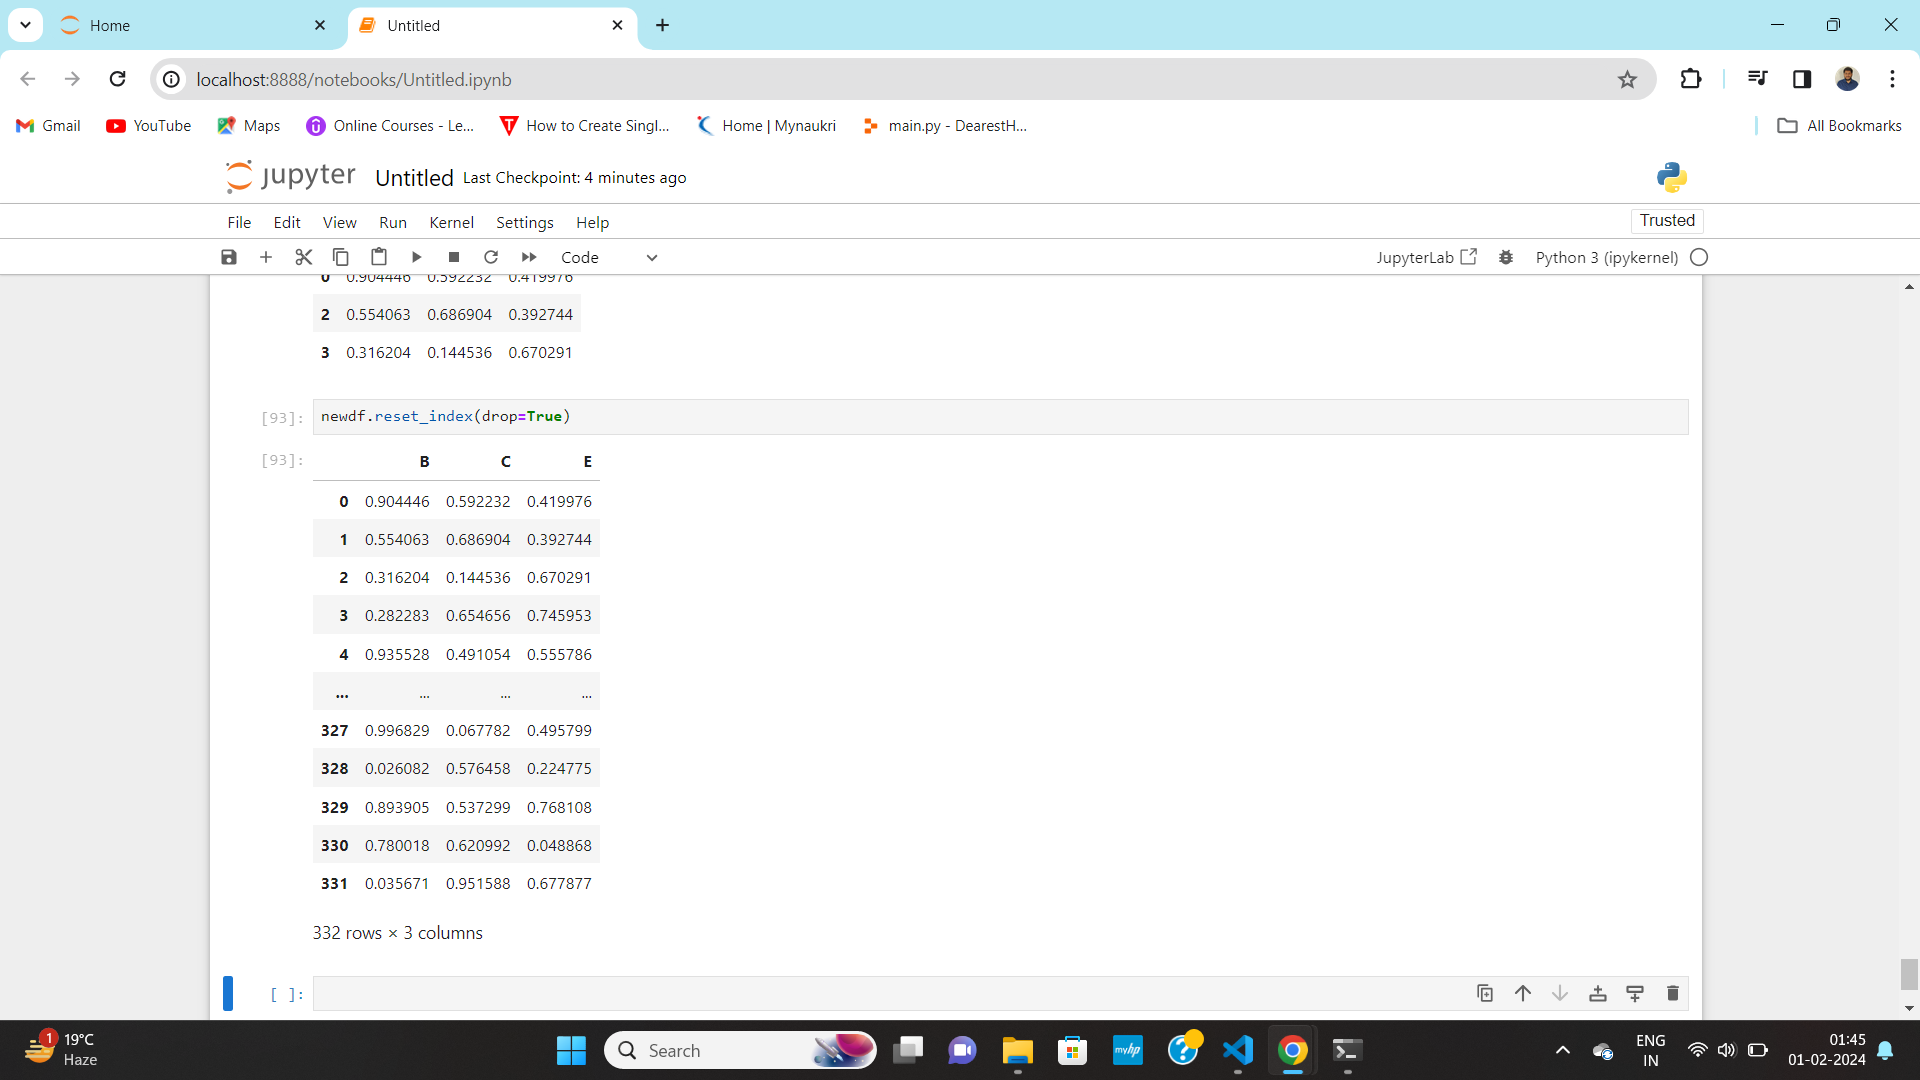 Home
Untitled
localhost:8888/notebooks/Untitled.ipynb
Gmail YouTube Maps Online Courses - Le... How to Create Singl... Home | Mynaukri main.py - DearestH... All Bookmarks
jupyter Untitled Last Checkpoint: 4 minutes ago
File Edit View Run Kernel Settings Help Trusted
Code JupyterLab Python 3 (ipykernel)
0 0.904446 0.592232 0.419976
2 0.554063 0.686904 0.392744
3 0.316204 0.144536 0.670291
[93]: newdf.reset_index(drop=True)
[93]: B C E
0 0.904446 0.592232 0.419976
1 0.554063 0.686904 0.392744
2 0.316204 0.144536 0.670291
3 0.282283 0.654656 0.745953
4 0.935528 0.491054 0.555786
... ... ... ...
327 0.996829 0.067782 0.495799
328 0.026082 0.576458 0.224775
329 0.893905 0.537299 0.768108
330 0.780018 0.620992 0.048868
331 0.035671 0.951588 0.677877
332 rows × 3 columns
[ ]:
1 19°C
Haze
Search
myhp
ENG
IN
01:45
01-02-2024